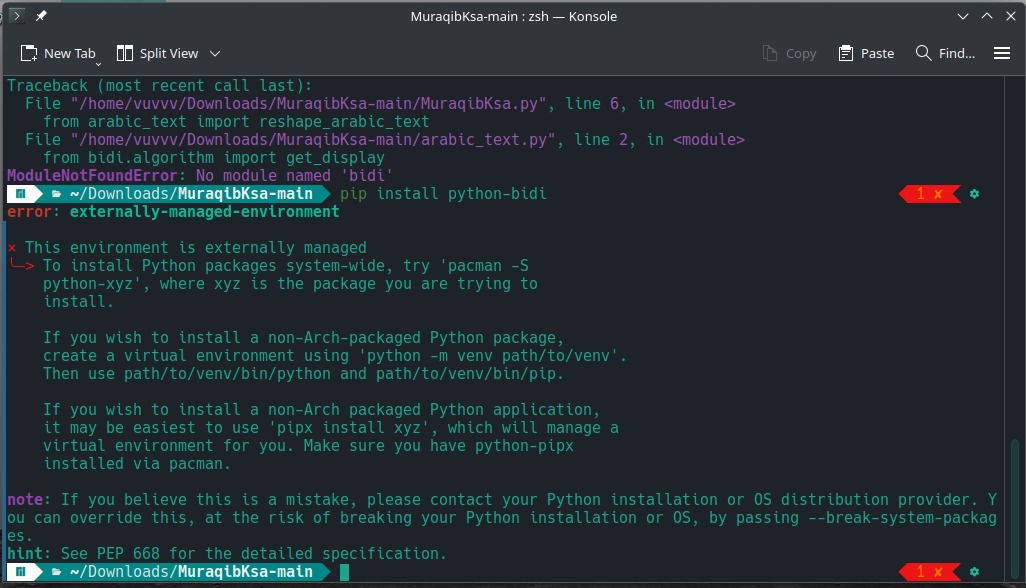 MuraqibKsa-main : zsh — Konsole
New Tab Split View Copy Paste Find...
Traceback (most recent call last):
File "/home/vuvvv/Downloads/MuraqibKsa-main/MuraqibKsa.py", line 6, in <module>
from arabic_text import reshape_arabic_text
File "/home/vuvvv/Downloads/MuraqibKsa-main/arabic_text.py", line 2, in <module>
from bidi.algorithm import get_display
ModuleNotFoundError: No module named 'bidi'
~/Downloads/MuraqibKsa-main pip install python-bidi 1 ✘
error: externally-managed-environment
× This environment is externally managed
╰─> To install Python packages system-wide, try 'pacman -S
python-xyz', where xyz is the package you are trying to
install.
If you wish to install a non-Arch-packaged Python package,
create a virtual environment using 'python -m venv path/to/venv'.
Then use path/to/venv/bin/python and path/to/venv/bin/pip.
If you wish to install a non-Arch packaged Python application,
it may be easiest to use 'pipx install xyz', which will manage a
virtual environment for you. Make sure you have python-pipx
installed via pacman.
note: If you believe this is a mistake, please contact your Python installation or OS distribution provider. Y
ou can override this, at the risk of breaking your Python installation or OS, by passing --break-system-packag
es.
hint: See PEP 668 for the detailed specification.
~/Downloads/MuraqibKsa-main 1 ✘